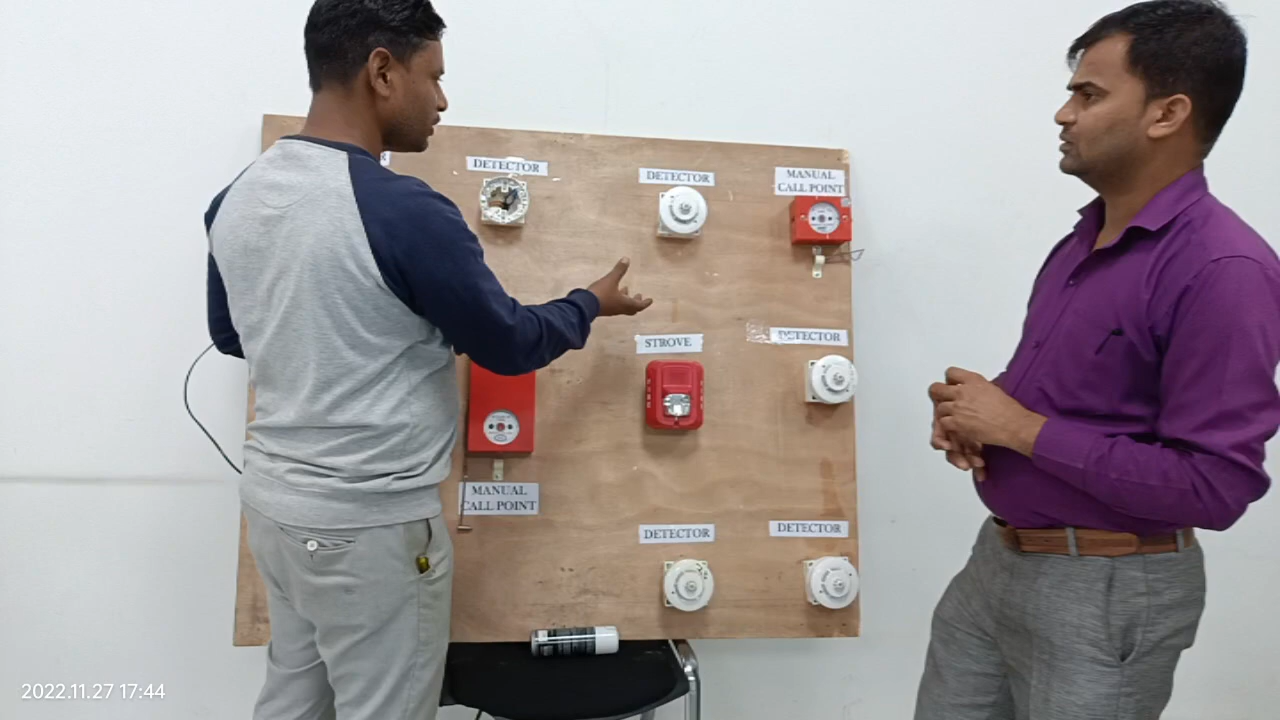 DETECTOR
DETECTOR
MANUAL
CALL POINT
STROVE
DETECTOR
MANUAL
CALL POINT
DETECTOR
DETECTOR
2022.11.27 17:44